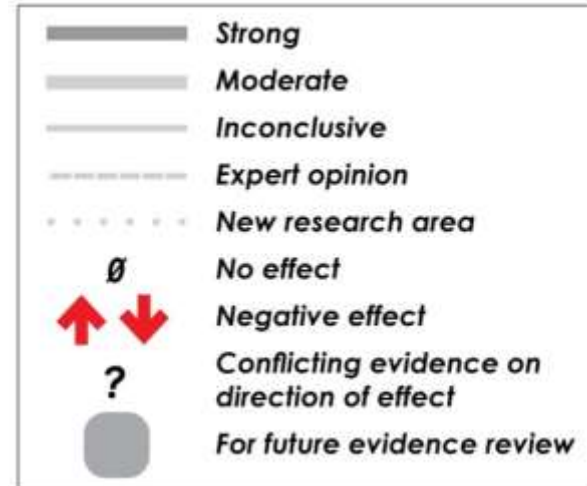 Strong
Moderate
Inconclusive
Expert opinion
New research area
Ø No effect
Negative effect
? Conflicting evidence on
direction of effect
For future evidence review